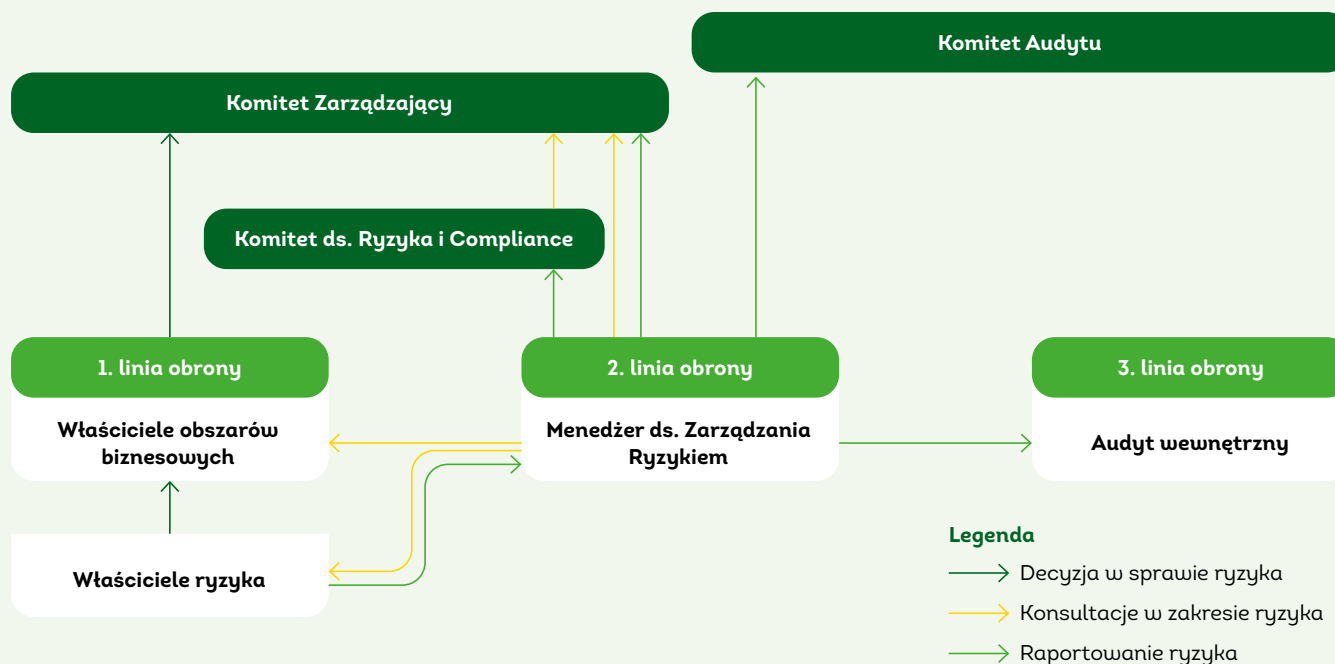 Komitet Audytu
Komitet Zarządzający
Komitet ds. Ryzyka i Compliance
1. linia obrony
Właściciele obszarów
biznesowych
Właściciele ryzyka
2. linia obrony
Menedżer ds. Zarządzania
Ryzykiem
3. linia obrony
Audyt wewnętrzny
Legenda
Decyzja w sprawie ryzyka
Konsultacje w zakresie ryzyka
Raportowanie ryzyka